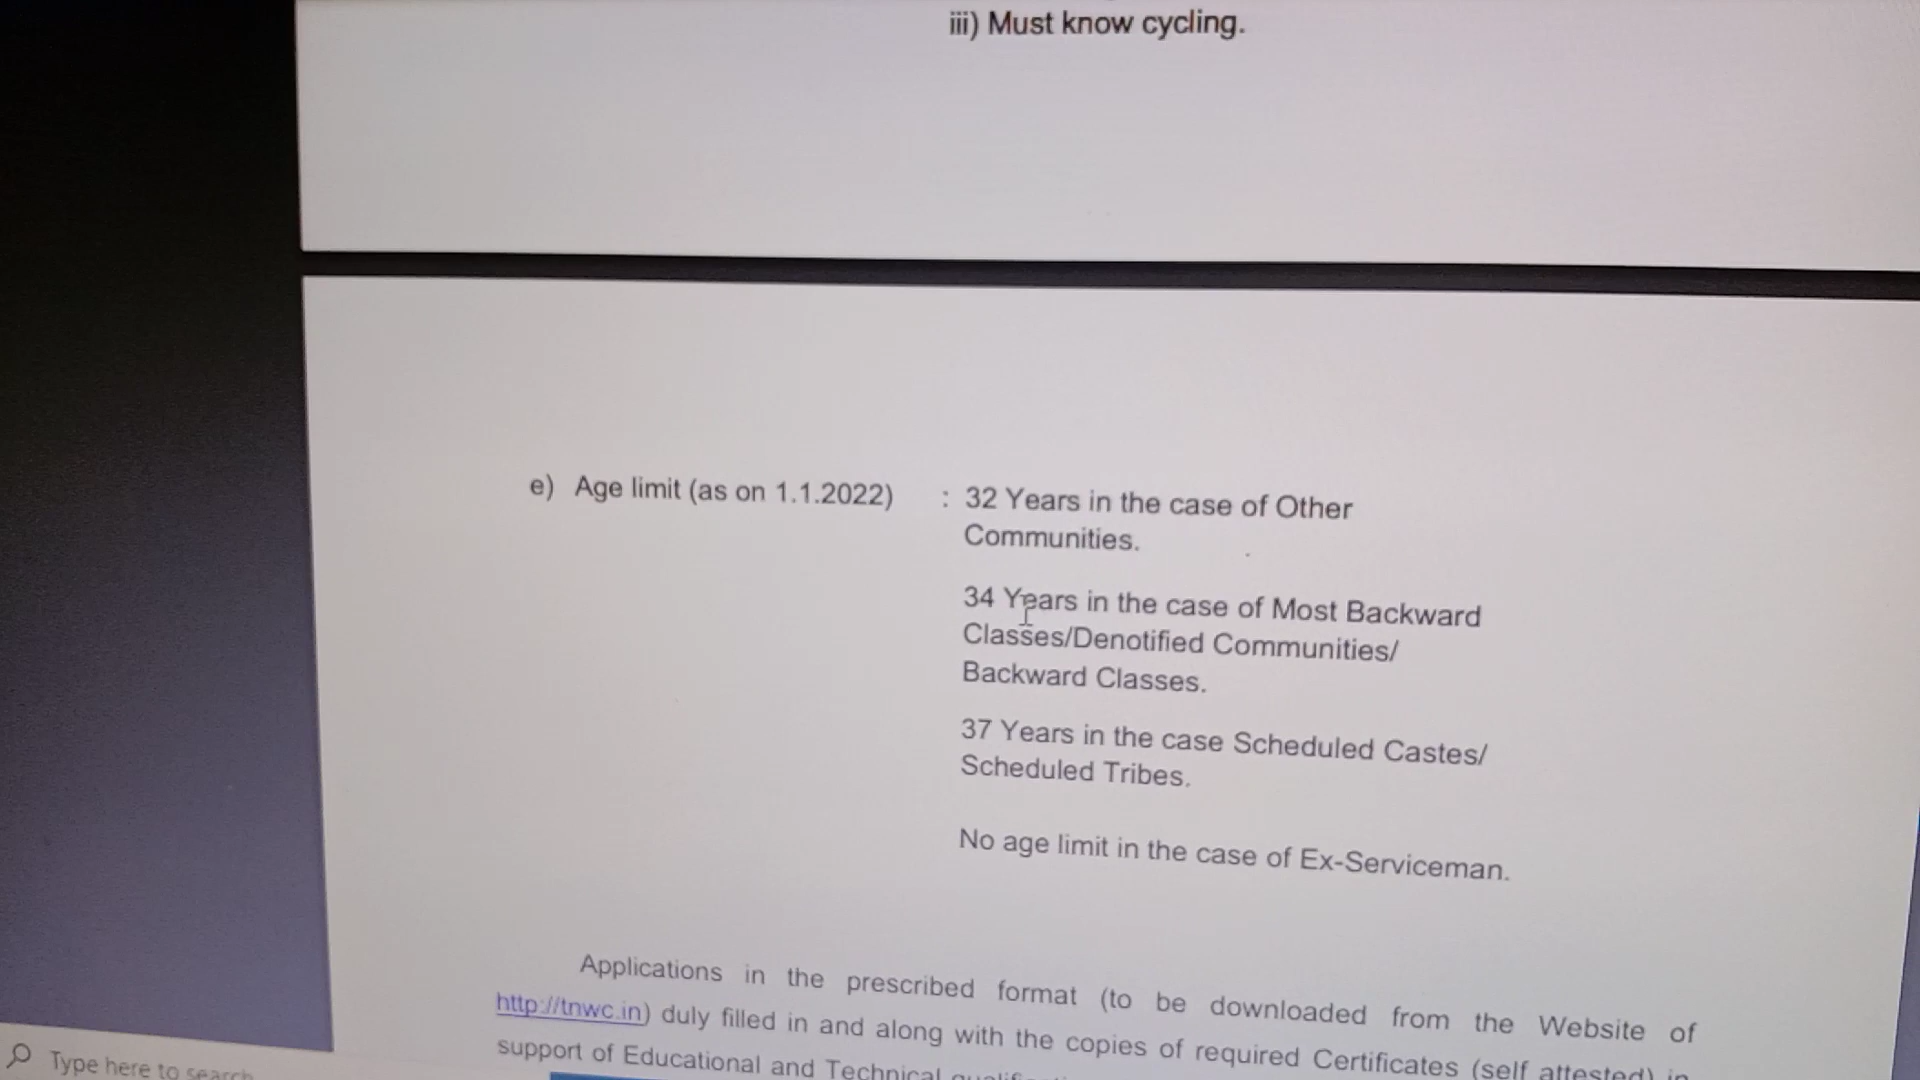 iii) Must know cycling.
e) Age limit (as on 1.1.2022) : 32 Years in the case of Other
Communities.
34 Years in the case of Most Backward
Classes/Denotified Communities/
Backward Classes.
37 Years in the case Scheduled Castes/
Scheduled Tribes.
No age limit in the case of Ex-Serviceman.
Applications in the prescribed format (to be downloaded from the Website of
http://tnwc.in) duly filled in and along with the copies of required Certificates (self attested) in
support of Educational and Technical
Type here to search